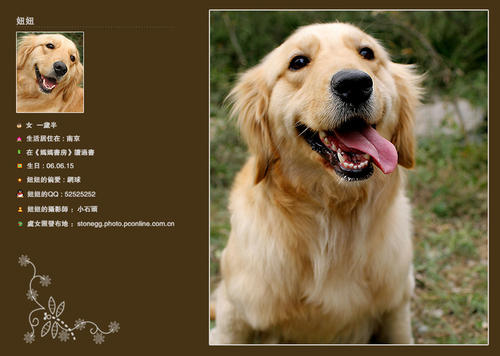 妞妞
女 一歲半
生活居住在：南京
在《媽媽書房》讀過書
生日：06.06.15
妞妞的偏愛：網球
妞妞的QQ：52525252
妞妞的攝影師：小石頭
處女照發布地：stonegg.photo.pconline.com.cn